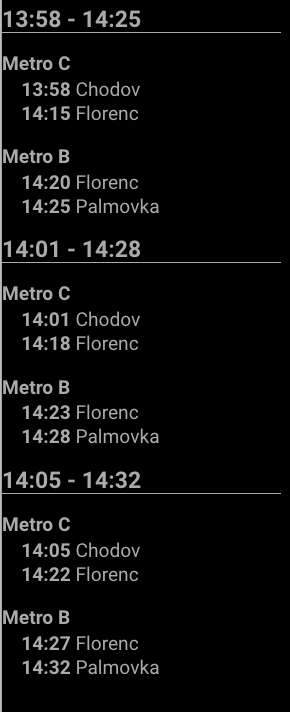 13:58 - 14:25
Metro C
13:58 Chodov
14:15 Florenc
Metro B
14:20 Florenc
14:25 Palmovka
14:01 - 14:28
Metro C
14:01 Chodov
14:18 Florenc
Metro B
14:23 Florenc
14:28 Palmovka
14:05 - 14:32
Metro C
14:05 Chodov
14:22 Florenc
Metro B
14:27 Florenc
14:32 Palmovka